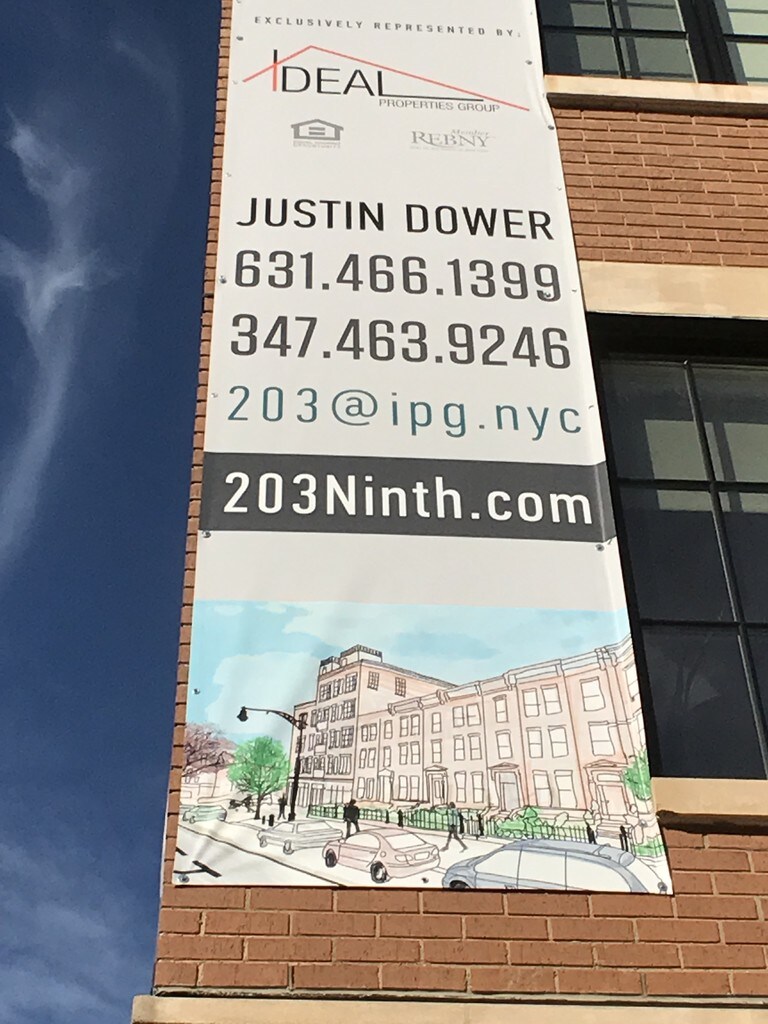 EXCLUSIVELY REPRESENTED BY:
IDEAL
PROPERTIES GROUP
Member
REBNY
JUSTIN DOWER
631.466.1399
347.463.9246
203@ipg.nyc
203Ninth.com